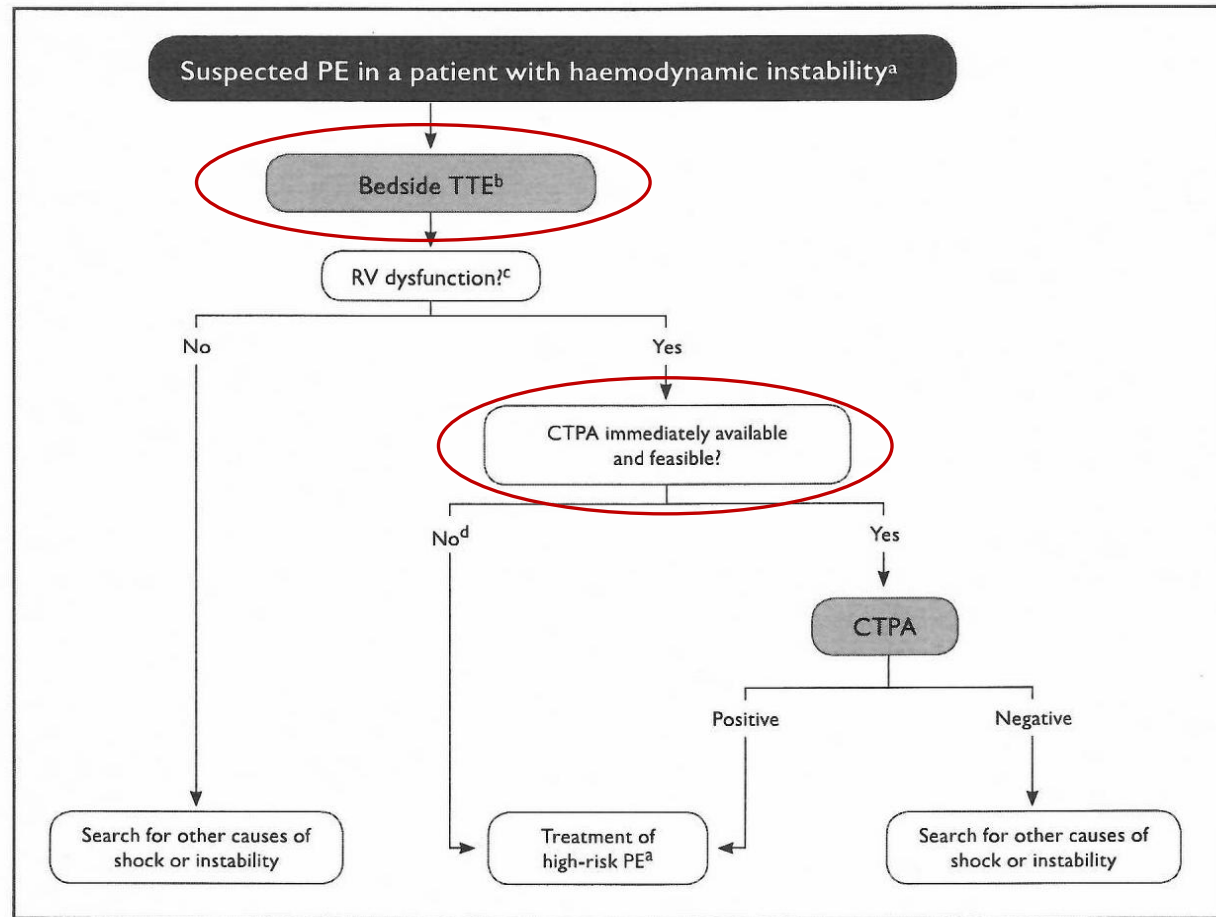 Suspected PE in a patient with haemodynamic instabilityᵃ
Bedside TTEᵇ
RV dysfunction?ᶜ
No
Yes
CTPA immediately available
and feasible?
Noᵈ
Yes
CTPA
Positive
Negative
Search for other causes of
shock or instability
Treatment of
high-risk PEᵃ
Search for other causes of
shock or instability